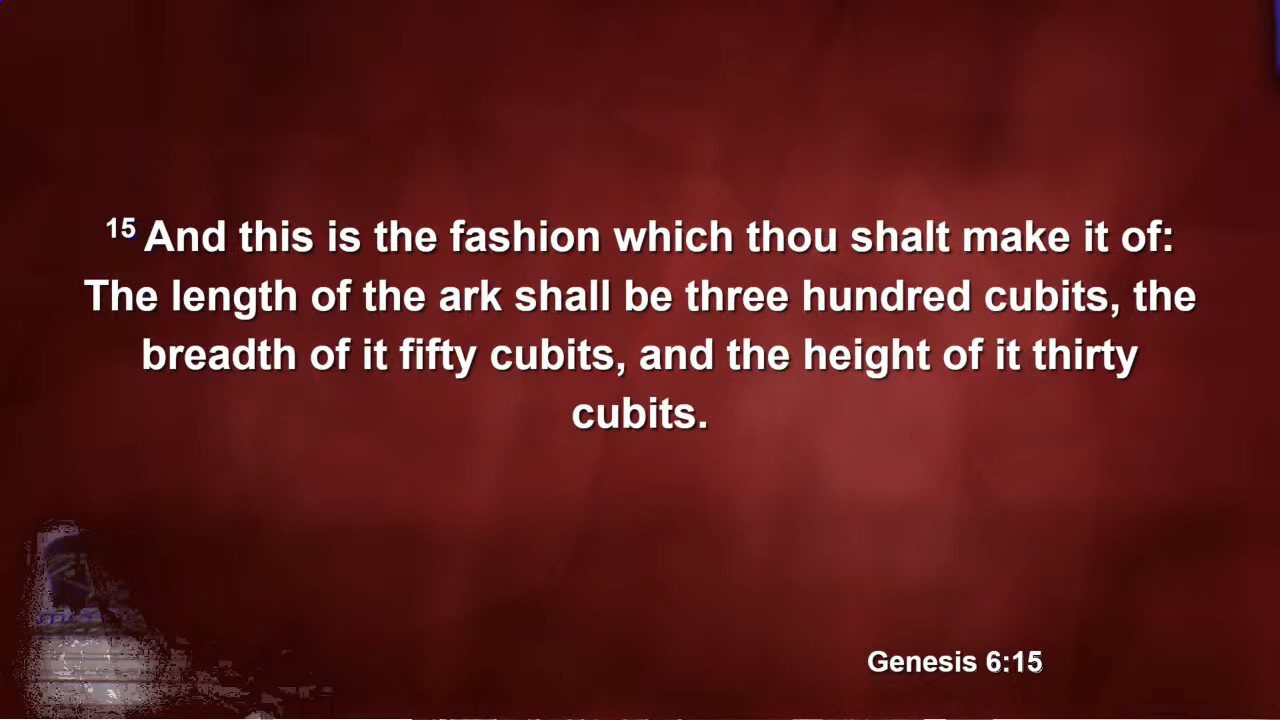 15 And this is the fashion which thou shalt make it of:
The length of the ark shall be three hundred cubits, the
breadth of it fifty cubits, and the height of it thirty
cubits.
Genesis 6:15